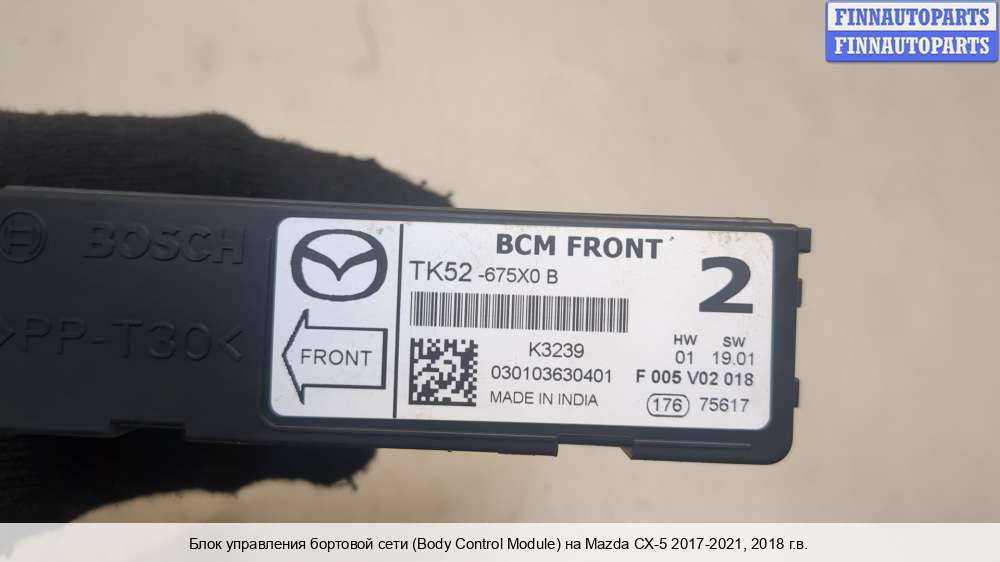 FINNAUTOPARTS
FINNAUTOPARTS
BOSCH
>PP-T30<
BCM FRONT
TK52 -675X0 B
2
FRONT
K3239
030103630401
MADE IN INDIA
HW SW
01 19.01
F 005 V02 018
176 75617
Блок управления бортовой сети (Body Control Module) на Mazda CX-5 2017-2021, 2018 г.в.